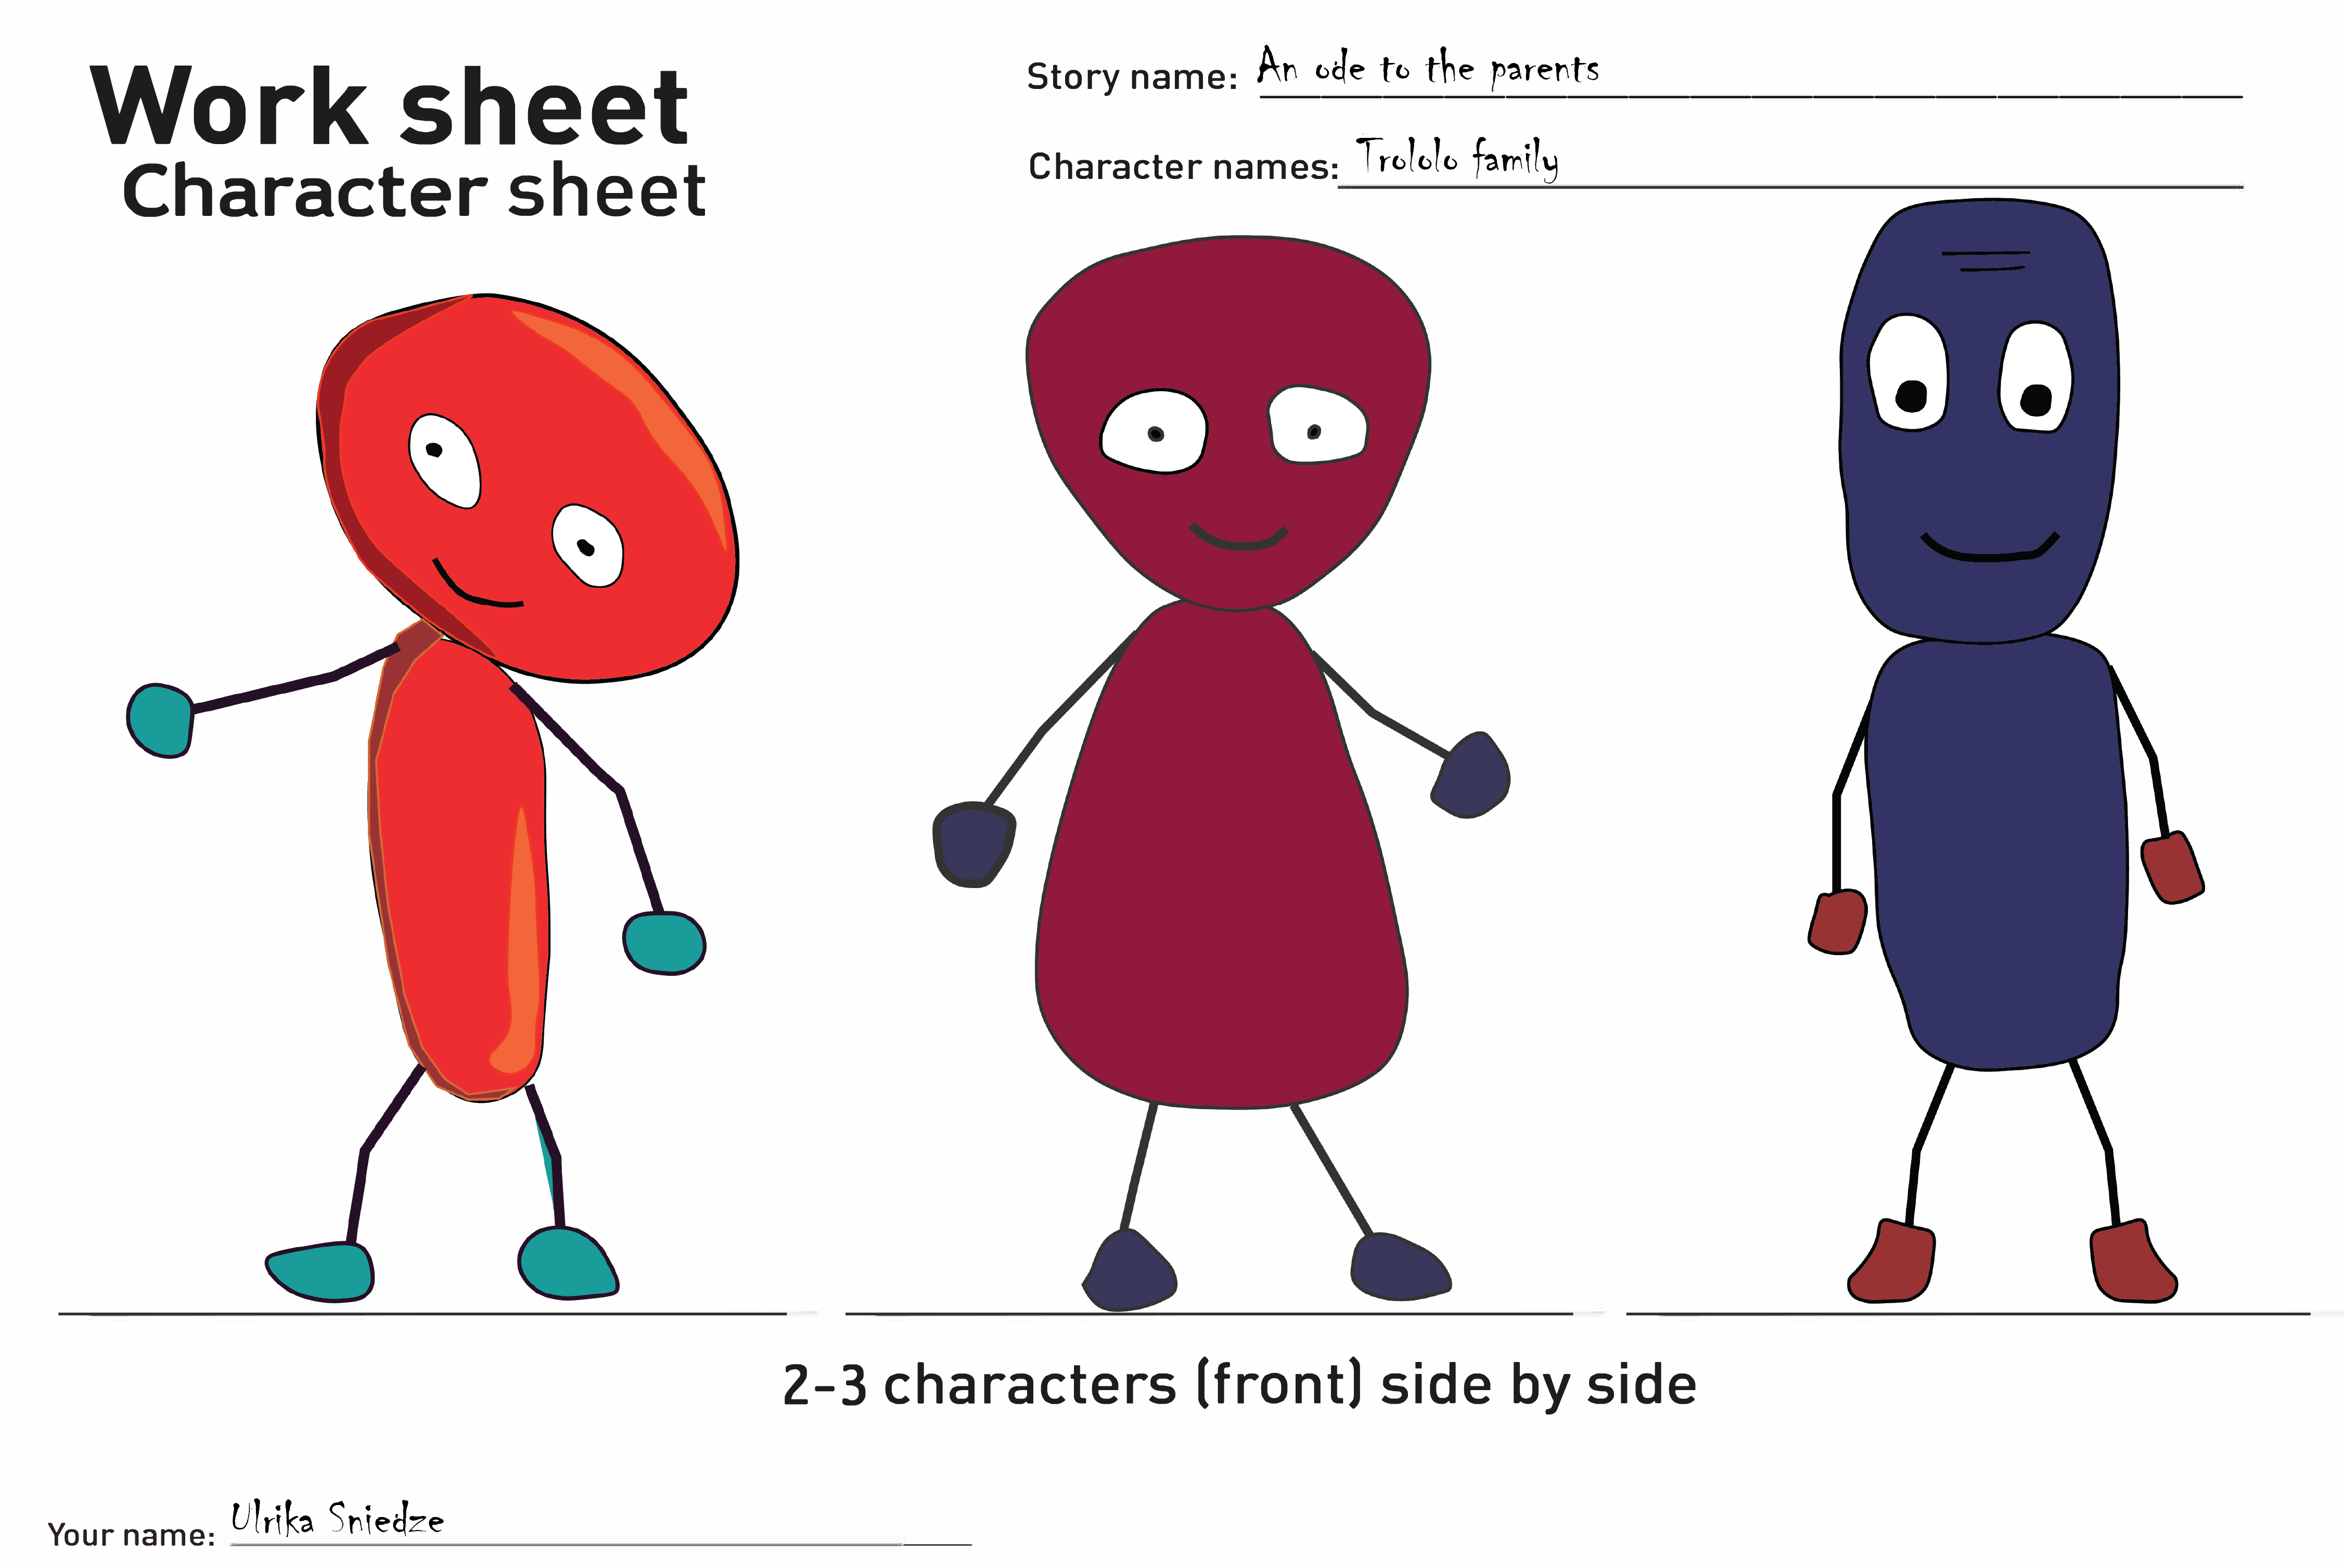 Work sheet
Character sheet
Story name: An ode to the parents
Character names: Trololo family
2-3 characters (front) side by side
Your name: Ulrika Sniedze